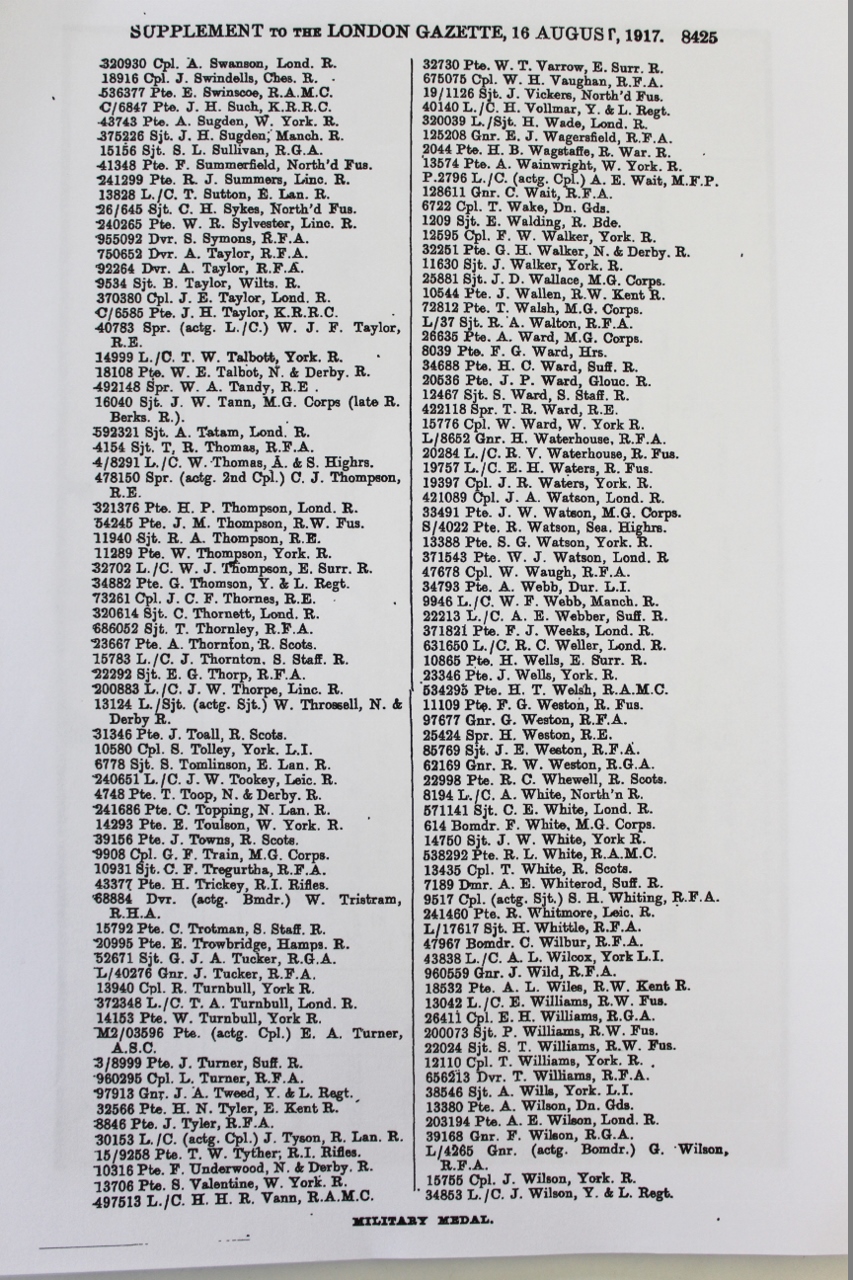 SUPPLEMENT TO THE LONDON GAZETTE, 16 AUGUST, 1917. 8425
320930 Cpl. A. Swanson, Lond. R.
18916 Cpl. J. Swindells, Ches. R.
536377 Pte. E. Swinscoe, R.A.M.C.
C/6847 Pte. J. H. Such, K.R.R.C.
43743 Pte. A. Sugden, W. York. R.
375226 Sjt. J. H. Sugden, Manch. R.
15156 Sjt. S. L. Sullivan, R.G.A.
41348 Pte. F. Summerfield, North'd Fus.
241299 Pte. R. J. Summers, Linc. R.
13828 L./C. T. Sutton, E. Lan. R.
26/645 Sjt. C. H. Sykes, North'd Fus.
240265 Pte. W. R. Sylvester, Linc. R.
955092 Dvr. S. Symons, R.F.A.
750652 Dvr. A. Taylor, R.F.A.
92264 Dvr. A. Taylor, R.F.A.
9534 Sjt. B. Taylor, Wilts. R.
370380 Cpl. J. E. Taylor, Lond. R.
C/6585 Pte. J. H. Taylor, K.R.R.C.
40783 Spr. (actg. L./C.) W. J. F. Taylor,
R.E.
14999 L./C. T. W. Talbott, York. R.
18108 Pte. W. E. Talbot, N. & Derby. R.
492148 Spr. W. A. Tandy, R.E .
16040 Sjt. J. W. Tann, M.G. Corps (late R.
Berks. R.).
592321 Sjt. A. Tatam, Lond. R.
4154 Sjt. T, R. Thomas, R.F.A.
4/8291 L./C. W. Thomas, A. & S. Highrs.
478150 Spr. (actg. 2nd Cpl.) C. J. Thompson,
R.E.
321376 Pte. H. P. Thompson, Lond. R.
54245 Pte. J. M. Thompson, R.W. Fus.
11940 Sjt. R. A. Thompson, R.E.
11289 Pte. W. Thompson, York. R.
32702 L./C. W. J. Thompson, E. Surr. R.
34882 Pte. G. Thomson, Y. & L. Regt.
73261 Cpl. J. C. F. Thornes, R.E.
320614 Sjt. C. Thornett, Lond. R.
686052 Sjt. T. Thornley, R.F.A.
23667 Pte. A. Thornton, R. Scots.
15783 L./C. J. Thornton. S. Staff. R.
22292 Sjt. E. G. Thorp, R.F.A.
200883 L./C. J. W. Thorpe, Linc. R.
13124 L./Sjt. (actg. Sjt.) W. Throssell, N. &
Derby R.
31346 Pte. J. Toall, R. Scots.
10580 Cpl. S. Tolley, York. L.I.
6778 Sjt. S. Tomlinson, E. Lan. R.
240651 L./C. J. W. Tookey, Leic. R.
4748 Pte. T. Toop, N. & Derby. R.
241686 Pte. C. Topping, N. Lan. R.
14293 Pte. E. Toulson, W. York. R.
39156 Pte. J. Towns, R. Scots.
9908 Cpl. G. F. Train, M.G. Corps.
10931 Sjt. C. F. Tregurtha, R.F.A.
43377 Pte. H. Trickey, R.I. Rifles.
68884 Dvr. (actg. Bmdr.) W. Tristram,
R.H.A.
15792 Pte. C. Trotman, S. Staff. R.
20995 Pte. E. Trowbridge, Hamps. R.
52671 Sjt. G. J. A. Tucker, R.G.A.
L/40276 Gnr. J. Tucker, R.F.A.
13940 Cpl. R. Turnbull, York R.
372348 L./C. T. A. Turnbull, Lond. R.
14153 Pte. W. Turnbull, York R.
M2/03596 Pte. (actg. Cpl.) E. A. Turner,
A.S.C.
3/8999 Pte. J. Turner, Suff. R.
960295 Cpl. L. Turner, R.F.A.
97913 Gnr. J. A. Tweed, Y. & L. Regt.
32566 Pte. H. N. Tyler, E. Kent R.
8846 Pte. J. Tyler, R.F.A.
30153 L./C. (actg. Cpl.) J. Tyson, R. Lan. R.
15/9258 Pte. T. W. Tyther, R.I. Rifles.
10316 Pte. F. Underwood, N. & Derby. R.
13706 Pte. S. Valentine, W. York. R.
497513 L./C. H. H. R. Vann, R.A.M.C.
32730 Pte. W. T. Varrow, E. Surr. R.
675075 Cpl. W. H. Vaughan, R.F.A.
19/1126 Sjt. J. Vickers, North'd Fus.
40140 L./C. H. Vollmar, Y. & L. Regt.
320039 L./Sjt. H. Wade, Lond. R.
125208 Gnr. E. J. Wagersfield, R.F.A.
2044 Pte. H. B. Wagstaffe, R. War. R.
13574 Pte. A. Wainwright, W. York. R.
P.2796 L./C. (actg. Cpl.) A. E. Wait, M.F.P.
128611 Gnr. C. Wait, R.F.A.
6722 Cpl. T. Wake, Dn. Gds.
1209 Sjt. E. Walding, R. Bde.
12595 Cpl. F. W. Walker, York. R.
32251 Pte. G. H. Walker, N. & Derby. R.
11630 Sjt. J. Walker, York. R.
25881 Sjt. J. D. Wallace, M.G. Corps.
10544 Pte. J. Wallen, R.W. Kent R.
72812 Pte. T. Walsh, M.G. Corps.
L/37 Sjt. R. A. Walton, R.F.A.
26635 Pte. A. Ward, M.G. Corps.
8039 Pte. F. G. Ward, Hrs.
34688 Pte. H. C. Ward, Suff. R.
20536 Pte. J. P. Ward, Glouc. R.
12467 Sjt. S. Ward, S. Staff. R.
422118 Spr. T. R. Ward, R.E.
15776 Cpl. W. Ward, W. York R.
L/8652 Gnr. H. Waterhouse, R.F.A.
20284 L./C. R. V. Waterhouse, R. Fus.
19757 L./C. E. H. Waters, R. Fus.
19397 Cpl. J. R. Waters, York. R.
421089 Cpl. J. A. Watson, Lond. R.
33491 Pte. J. W. Watson, M.G. Corps.
S/4022 Pte. R. Watson, Sea. Highrs.
13388 Pte. S. G. Watson, York. R.
371543 Pte. W. J. Watson, Lond. R
47678 Cpl. W. Waugh, R.F.A.
34793 Pte. A. Webb, Dur. L.I.
9946 L./C. W. F. Webb, Manch. R.
22213 L./C. A. E. Webber, Suff. R.
371821 Pte. F. J. Weeks, Lond. R.
631650 L./C. R. C. Weller, Lond. R.
10865 Pte. H. Wells, E. Surr. R.
23346 Pte. J. Wells, York. R.
534295 Pte. H. T. Welsh, R.A.M.C.
11109 Pte. F. G. Weston, R. Fus.
97677 Gnr. G. Weston, R.F.A.
25424 Spr. H. Weston, R.E.
85769 Sjt. J. E. Weston, R.F.A.
62169 Gnr. R. W. Weston, R.G.A.
22998 Pte. R. C. Whewell, R. Scots.
8194 L./C. A. White, North'n R.
571141 Sjt. C. E. White, Lond. R.
614 Bomdr. F. White, M.G. Corps.
14750 Sjt. J. W. White, York R.
538292 Pte. R. L. White, R.A.M.C.
13435 Cpl. T. White, R. Scots.
7189 Dmr. A. E. Whiterod, Suff. R.
9517 Cpl. (actg. Sjt.) S. H. Whiting, R.F.A.
241460 Pte. R. Whitmore, Leic. R.
L/17617 Sjt. H. Whittle, R.F.A.
47967 Bomdr. C. Wilbur, R.F.A.
43838 L./C. A. L. Wilcox, York L.I.
960559 Gnr. J. Wild, R.F.A.
18532 Pte. A. L. Wiles, R.W. Kent R.
13042 L./C. E. Williams, R.W. Fus.
26411 Cpl. E. H. Williams, R.G.A.
200073 Sjt. P. Williams, R.W. Fus.
22024 Sjt. S. T. Williams, R.W. Fus.
12110 Cpl. T. Williams, York. R.
656213 Dvr. T. Williams, R.F.A.
38546 Sjt. A. Wills, York. L.I.
13380 Pte. A. Wilson, Dn. Gds.
203194 Pte. A. E. Wilson, Lond. R.
39168 Gnr. F. Wilson, R.G.A.
L/4265 Gnr. (actg. Bomdr.) G. Wilson,
R.F.A.
15755 Cpl. J. Wilson, York. R.
34853 L./C. J. Wilson, Y. & L. Regt.
MILITARY MEDAL.